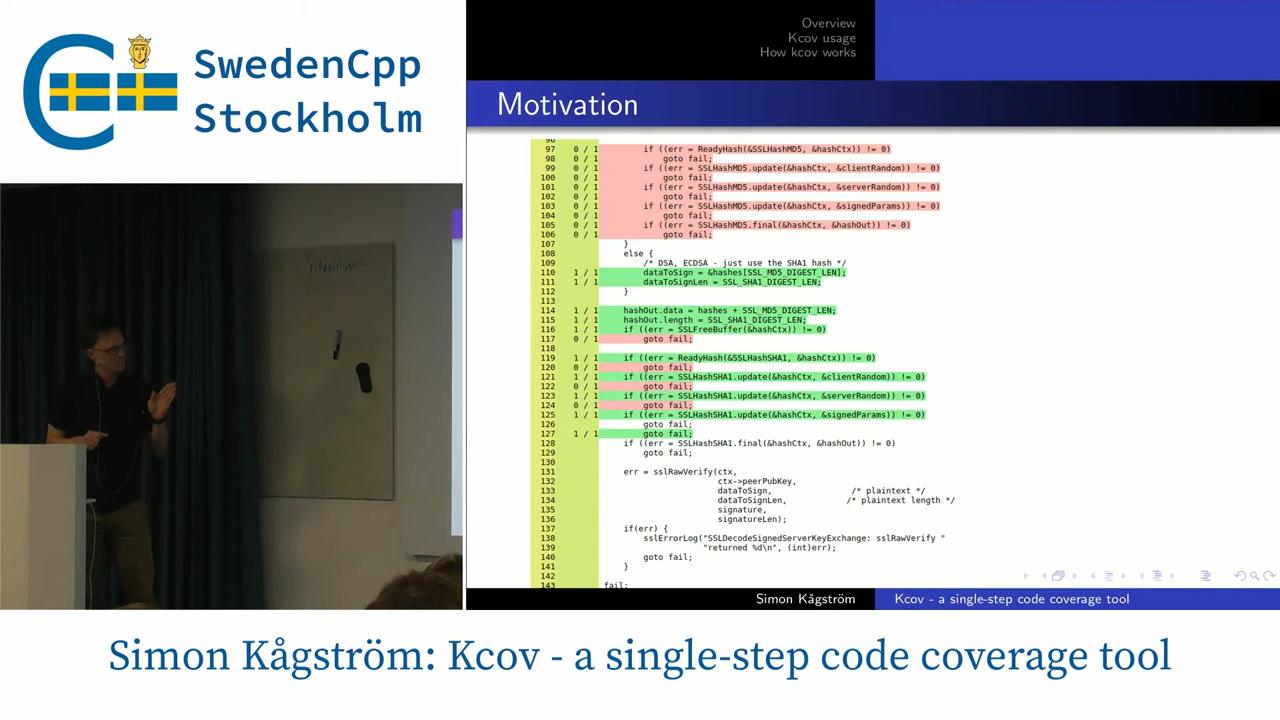 SwedenCpp
Stockholm
Overview
Kcov usage
How kcov works
Motivation
97 0 / 1 if ((err = ReadyHash(&SSLHashMD5, &hashCtx)) != 0)
98 0 / 1 goto fail;
99 0 / 1 if ((err = SSLHashMD5.update(&hashCtx, &clientRandom)) != 0)
100 0 / 1 goto fail;
101 0 / 1 if ((err = SSLHashMD5.update(&hashCtx, &serverRandom)) != 0)
102 0 / 1 goto fail;
103 0 / 1 if ((err = SSLHashMD5.update(&hashCtx, &signedParams)) != 0)
104 0 / 1 goto fail;
105 0 / 1 if ((err = SSLHashMD5.final(&hashCtx, &hashOut)) != 0)
106 0 / 1 goto fail;
107 }
108 else {
109 /* DSA, ECDSA - just use the SHA1 hash */
110 1 / 1 dataToSign = &hashes[SSL_MD5_DIGEST_LEN];
111 1 / 1 dataToSignLen = SSL_SHA1_DIGEST_LEN;
112 }
113
114 1 / 1 hashOut.data = hashes + SSL_MD5_DIGEST_LEN;
115 1 / 1 hashOut.length = SSL_SHA1_DIGEST_LEN;
116 1 / 1 if ((err = SSLFreeBuffer(&hashCtx)) != 0)
117 0 / 1 goto fail;
118
119 1 / 1 if ((err = ReadyHash(&SSLHashSHA1, &hashCtx)) != 0)
120 0 / 1 goto fail;
121 1 / 1 if ((err = SSLHashSHA1.update(&hashCtx, &clientRandom)) != 0)
122 0 / 1 goto fail;
123 1 / 1 if ((err = SSLHashSHA1.update(&hashCtx, &serverRandom)) != 0)
124 0 / 1 goto fail;
125 1 / 1 if ((err = SSLHashSHA1.update(&hashCtx, &signedParams)) != 0)
126 goto fail;
127 1 / 1 goto fail;
128 if ((err = SSLHashSHA1.final(&hashCtx, &hashOut)) != 0)
129 goto fail;
130
131 err = sslRawVerify(ctx,
132 ctx->peerPubKey,
133 dataToSign, /* plaintext */
134 dataToSignLen, /* plaintext length */
135 signature,
136 signatureLen);
137 if(err) {
138 sslErrorLog("SSLDecodeSignedServerKeyExchange: sslRawVerify "
139 "returned %d\n", (int)err);
140 goto fail;
141 }
142
143 fail:
Simon Kågström Kcov - a single-step code coverage tool
Simon Kågström: Kcov - a single-step code coverage tool